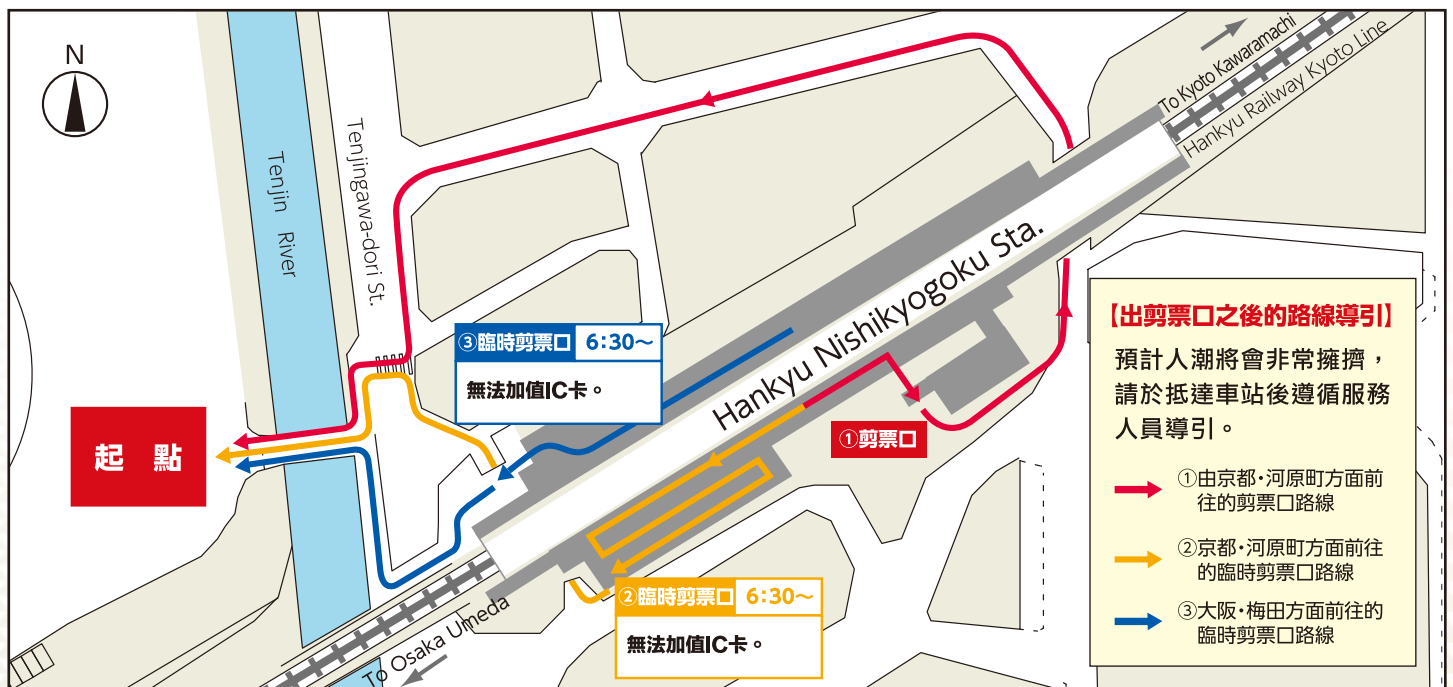 N
Tenjin River
Tenjingawa-dori St.
To Kyoto Kawaramachi
Hankyu Railway Kyoto Line
Hankyu Nishikyogoku Sta.
③臨時剪票口 6:30～
無法加值IC卡。
起 點
①剪票口
②臨時剪票口 6:30～
無法加值IC卡。
To Osaka Umeda
【出剪票口之後的路線導引】
預計人潮將會非常擁擠，
請於抵達車站後遵循服務
人員導引。
①由京都・河原町方面前
往的剪票口路線
②京都・河原町方面前往
的臨時剪票口路線
③大阪・梅田方面前往的
臨時剪票口路線